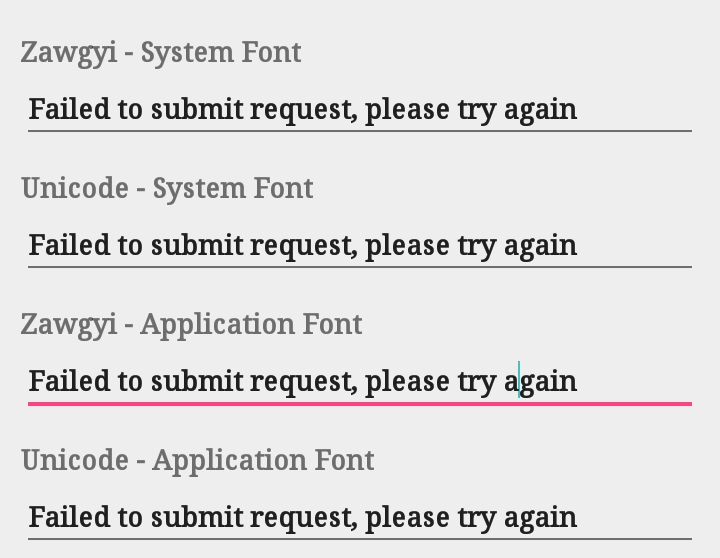 Zawgyi - System Font
Failed to submit request, please try again
Unicode - System Font
Failed to submit request, please try again
Zawgyi - Application Font
Failed to submit request, please try again
Unicode - Application Font
Failed to submit request, please try again